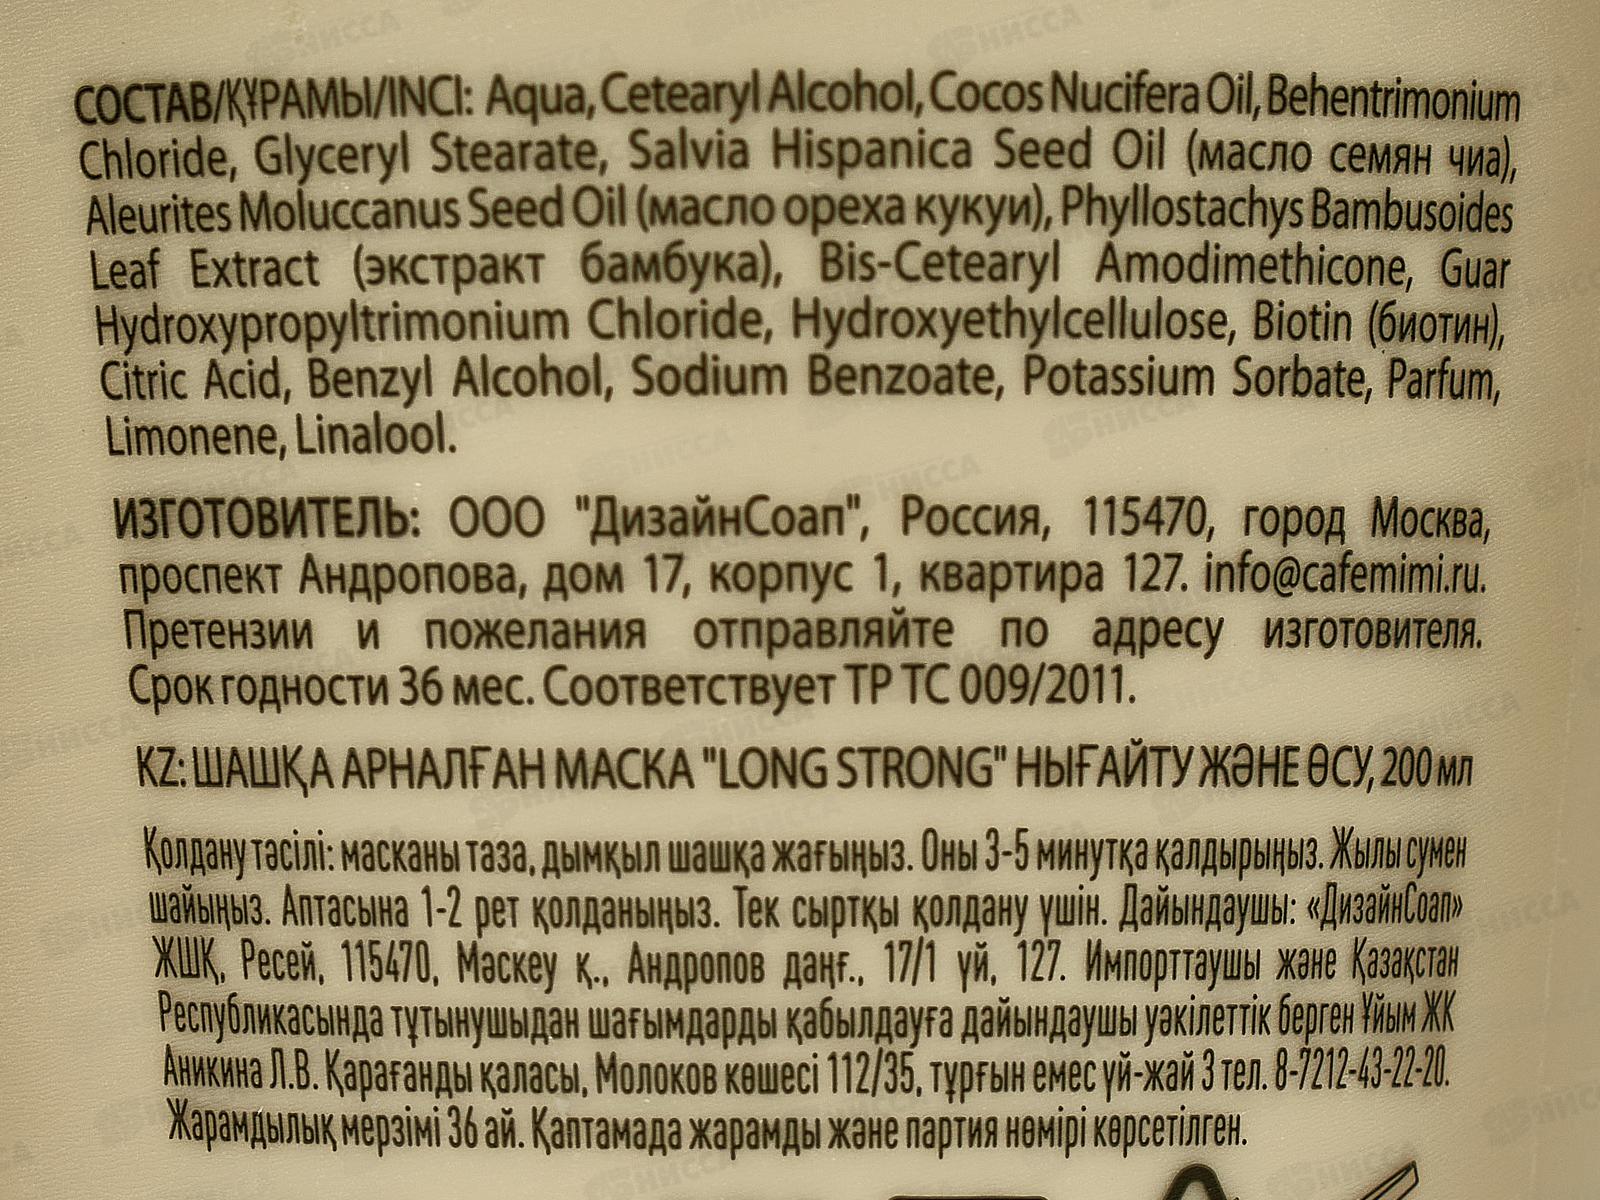 СОСТАВ/ҚҰРАМЫ/INCI: Aqua, Cetearyl Alcohol, Cocos Nucifera Oil, Behentrimonium
Chloride, Glyceryl Stearate, Salvia Hispanica Seed Oil (масло семян чиа),
Aleurites Moluccanus Seed Oil (масло ореха кукуи), Phyllostachys Bambusoides
Leaf Extract (экстракт бамбука), Bis-Cetearyl Amodimethicone, Guar
Hydroxypropyltrimonium Chloride, Hydroxyethylcellulose, Biotin (биотин),
Citric Acid, Benzyl Alcohol, Sodium Benzoate, Potassium Sorbate, Parfum,
Limonene, Linalool.
ИЗГОТОВИТЕЛЬ: ООО "ДизайнСоап", Россия, 115470, город Москва,
проспект Андропова, дом 17, корпус 1, квартира 127. info@cafemimi.ru.
Претензии и пожелания отправляйте по адресу изготовителя.
Срок годности 36 мес. Соответствует ТР ТС 009/2011.
KZ: ШАШҚА АРНАЛҒАН МАСКА "LONG STRONG" НЫҒАЙТУ ЖӘНЕ ӨСУ, 200 мл
Қолдану тәсілі: масканы таза, дымқыл шашқа жағыңыз. Оны 3-5 минутқа қалдырыңыз. Жылы сумен
шайыңыз. Аптасына 1-2 рет қолданыңыз. Тек сыртқы қолдану үшін. Дайындаушы: «ДизайнСоап»
ЖШҚ, Ресей, 115470, Мәскеу қ., Андропов даңғ., 17/1 үй, 127. Импорттаушы және Қазақстан
Республикасында тұтынушыдан шағымдарды қабылдауға дайындаушы уәкілеттік берген Ұйым ЖК
Аникина Л.В. Қарағанды қаласы, Молоков көшесі 112/35, тұрғын емес үй-жай 3 тел. 8-7212-43-22-20.
Жарамдылық мерзімі 36 ай. Қаптамада жарамды және партия нөмірі көрсетілген.
НИССА